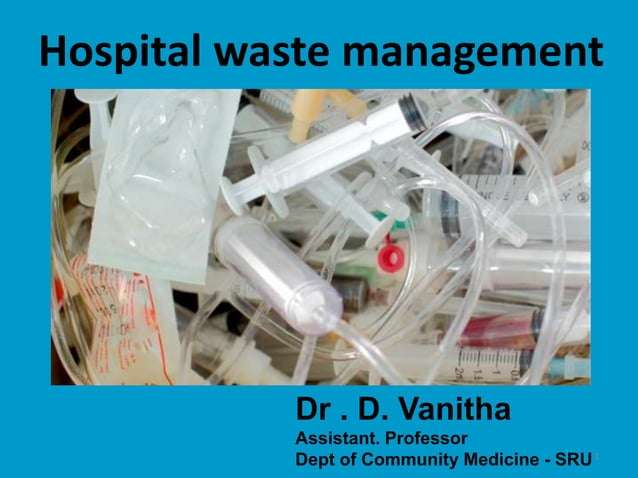 Hospital waste management
Dr . D. Vanitha
Assistant. Professor
Dept of Community Medicine - SRU